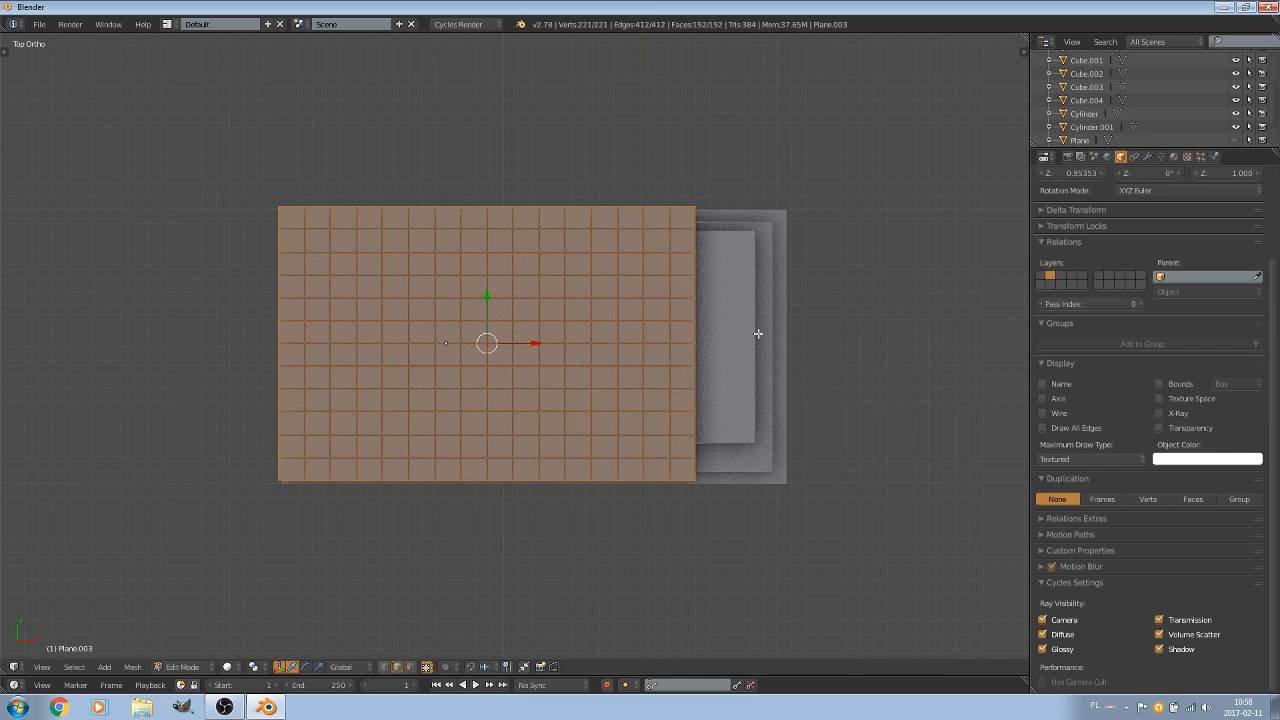 Blender
File Render Window Help Default Scene Cycles Render v2.78 | Verts:221/221 | Edges:412/412 | Faces:192/192 | Tris:384 | Mem:37.65M | Plane.003
View Search All Scenes
Top Ortho
Cube.001
Cube.002
Cube.003
Cube.004
Cylinder
Cylinder.001
Plane
Z: 0.95353 Z: 0° Z: 1.000
Rotation Mode: XYZ Euler
Delta Transform
Transform Locks
Relations
Layers: Parent:
Object
Pass Index: 0
Groups
Add to Group
Display
Name Bounds Box
Axis Texture Space
Wire X-Ray
Draw All Edges Transparency
Maximum Draw Type: Object Color:
Textured
Duplication
None Frames Verts Faces Group
Relations Extras
Motion Paths
Custom Properties
Motion Blur
Cycles Settings
Ray Visibility:
Camera Transmission
Diffuse Volume Scatter
Glossy Shadow
Performance:
Use Camera Cull
(1) Plane.003
View Select Add Mesh Edit Mode Global
View Marker Frame Playback Start: 1 End: 250 1 No Sync
PL 10:58
2017-02-11